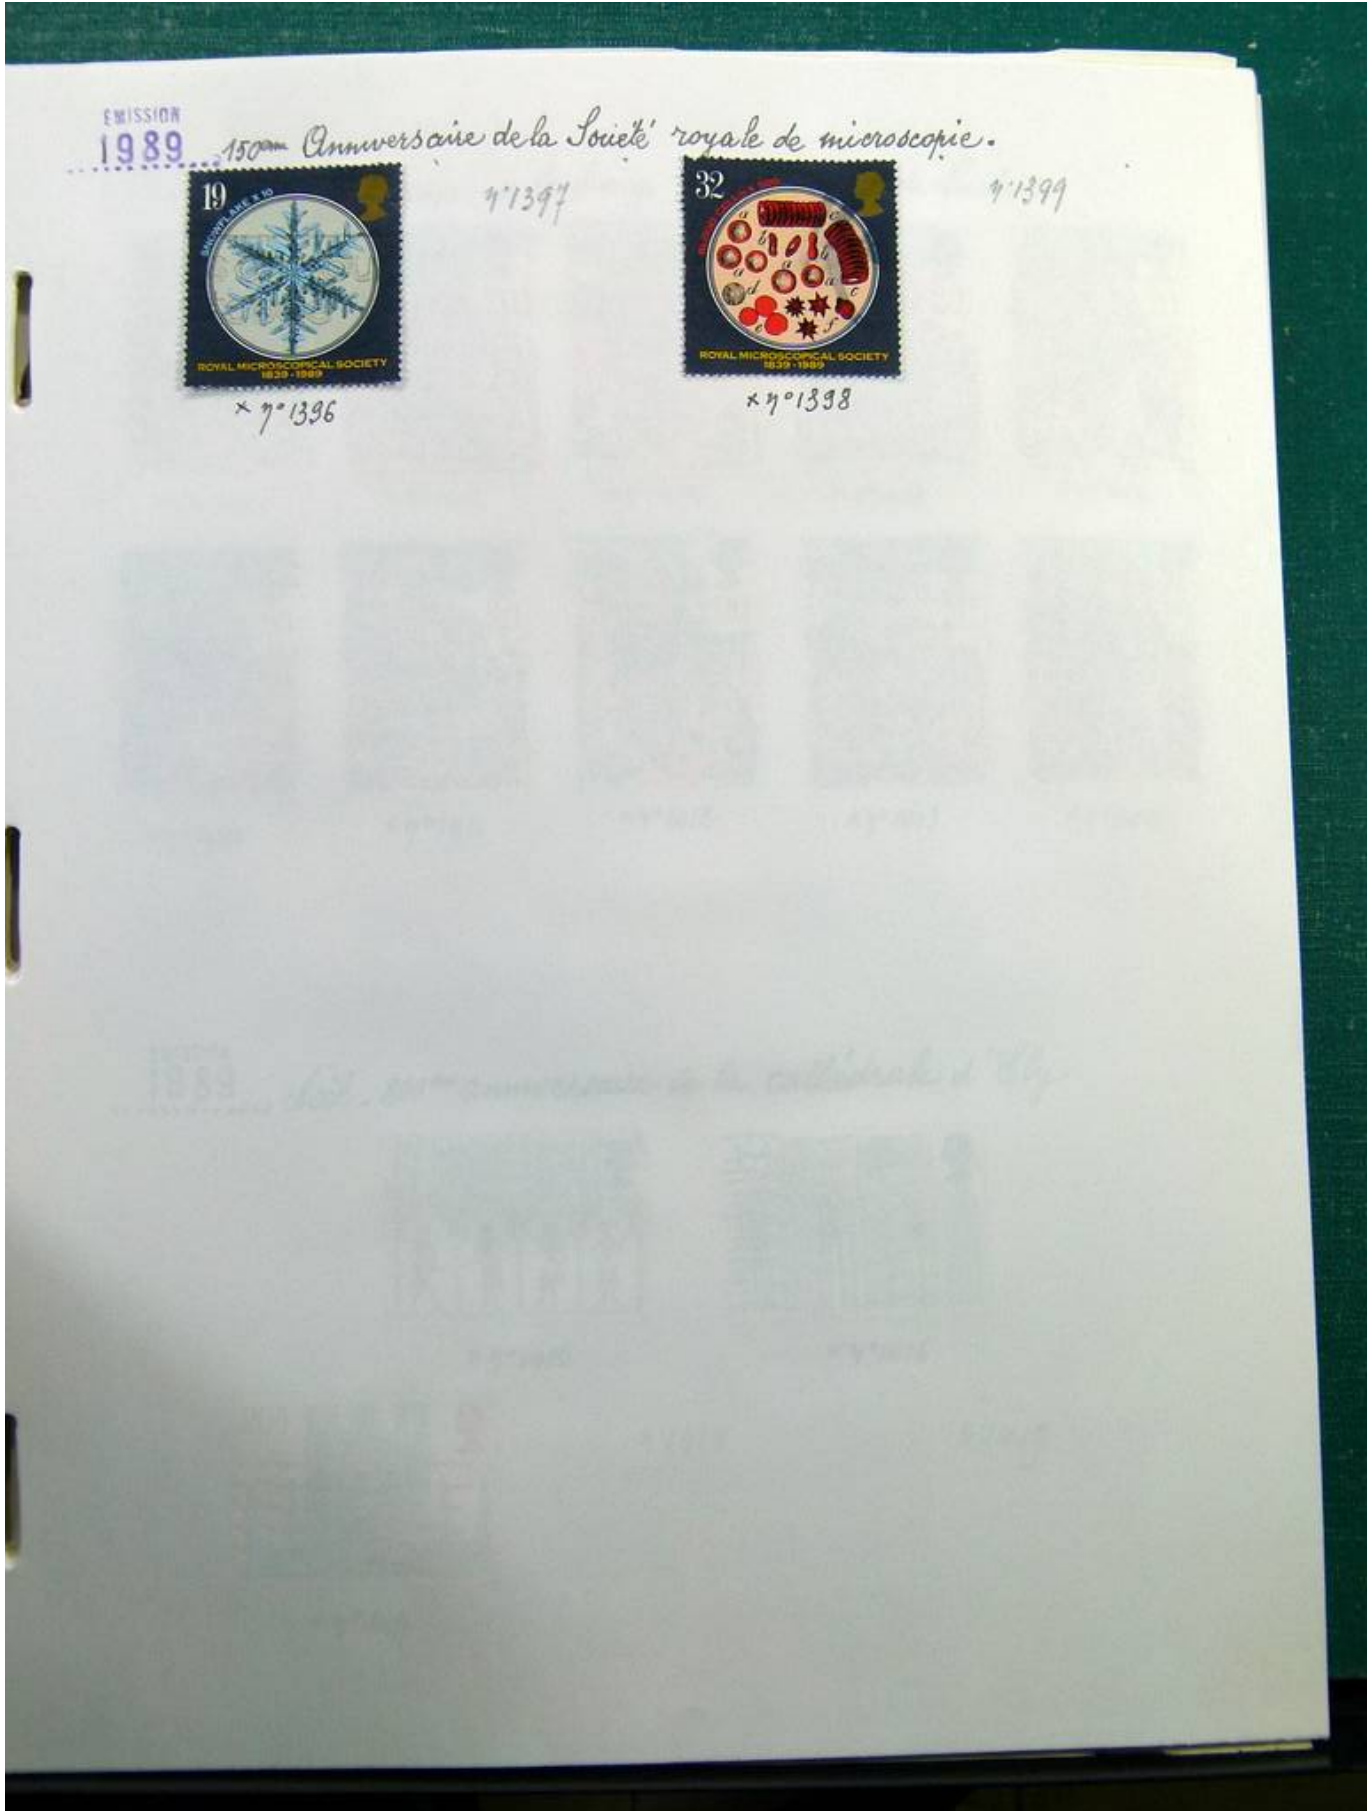 EMISSION
1989 150ème Anniversaire de la Société royale de microscopie.
19
SNOWFLAKE X 10
ROYAL MICROSCOPICAL SOCIETY
1839-1989
n°1397
32
a c
b b
a a a
d c
e f
ROYAL MICROSCOPICAL SOCIETY
1839-1989
n°1399
x n°1396
x n°1398